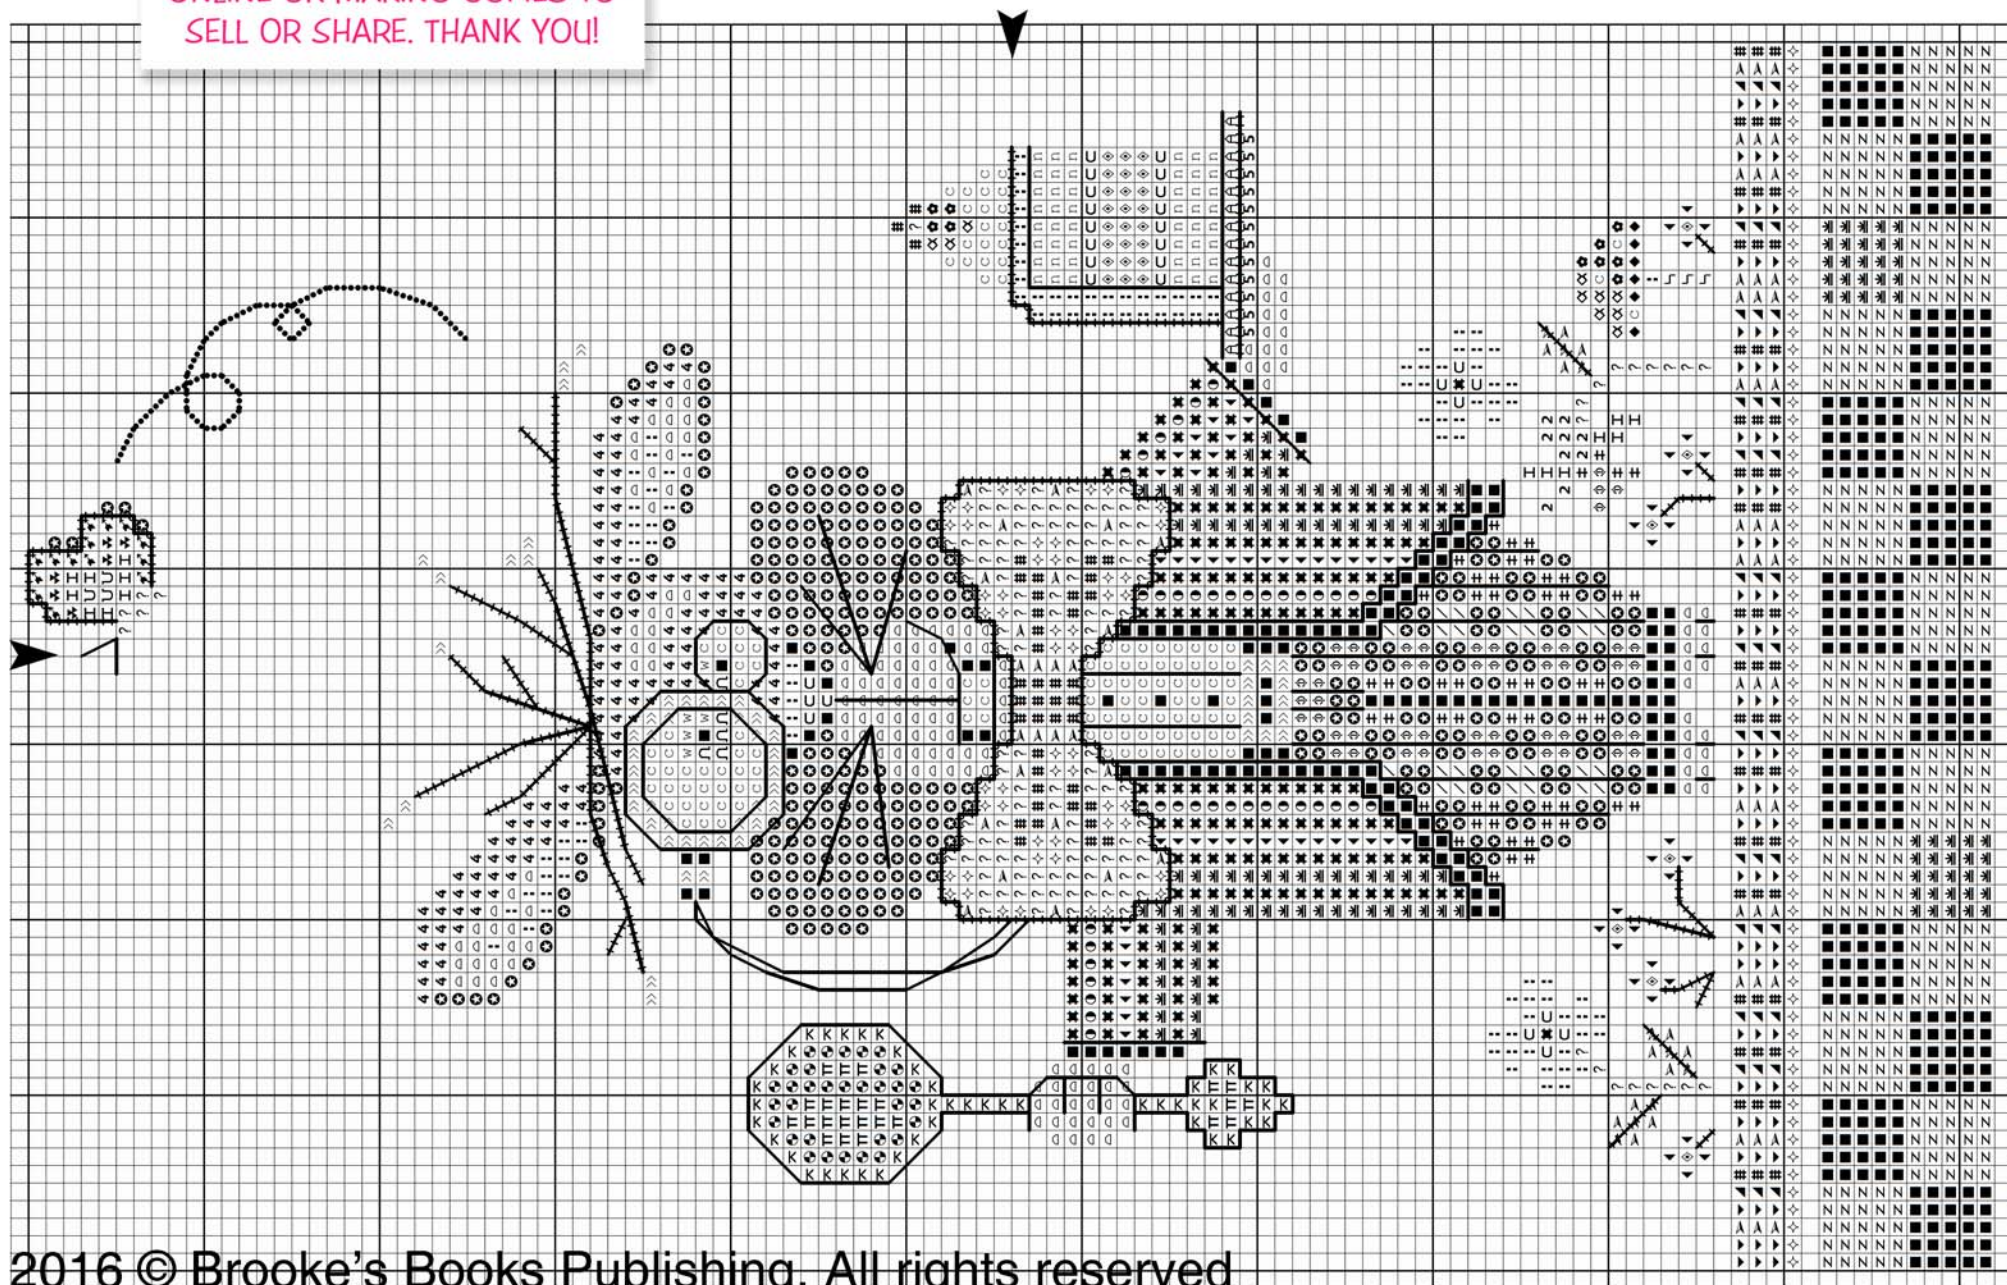 SELL OR SHARE. THANK YOU!
2016 © Brooke's Books Publishing. All rights reserved